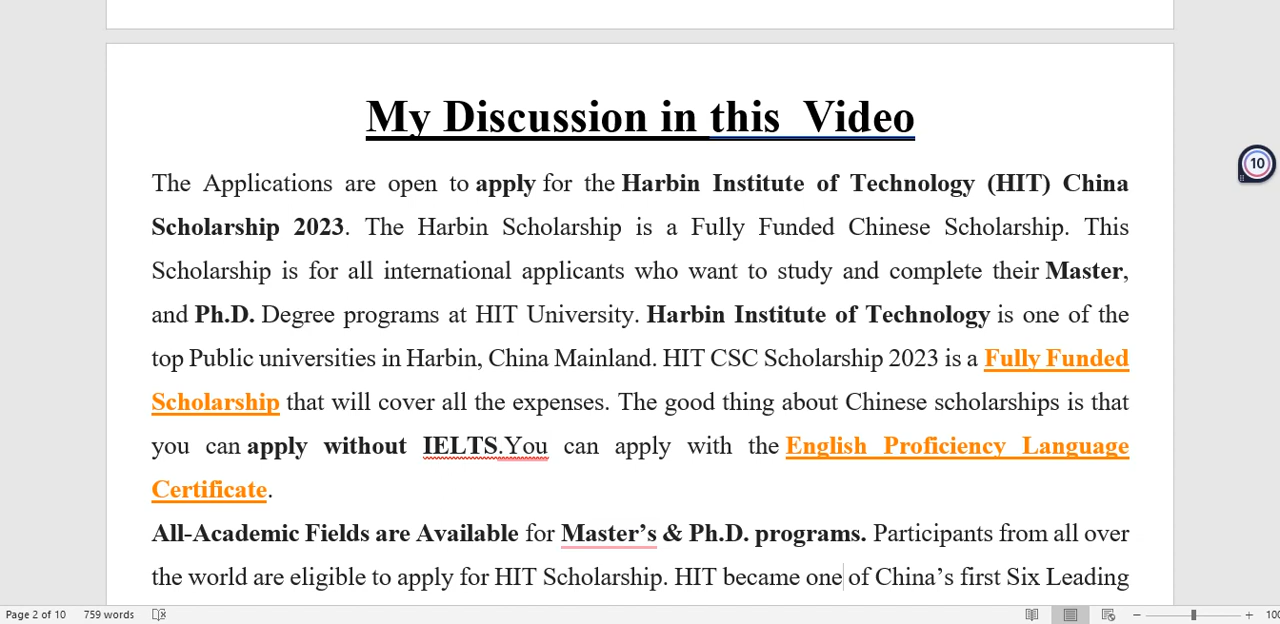 My Discussion in this  Video
The Applications are open to apply for the Harbin Institute of Technology (HIT) China
Scholarship 2023. The Harbin Scholarship is a Fully Funded Chinese Scholarship. This
Scholarship is for all international applicants who want to study and complete their Master,
and Ph.D. Degree programs at HIT University. Harbin Institute of Technology is one of the
top Public universities in Harbin, China Mainland. HIT CSC Scholarship 2023 is a Fully Funded
Scholarship that will cover all the expenses. The good thing about Chinese scholarships is that
you can apply without IELTS.You can apply with the English Proficiency Language
Certificate.
All-Academic Fields are Available for Master’s & Ph.D. programs. Participants from all over
the world are eligible to apply for HIT Scholarship. HIT became one of China’s first Six Leading
10
Page 2 of 10 759 words
100